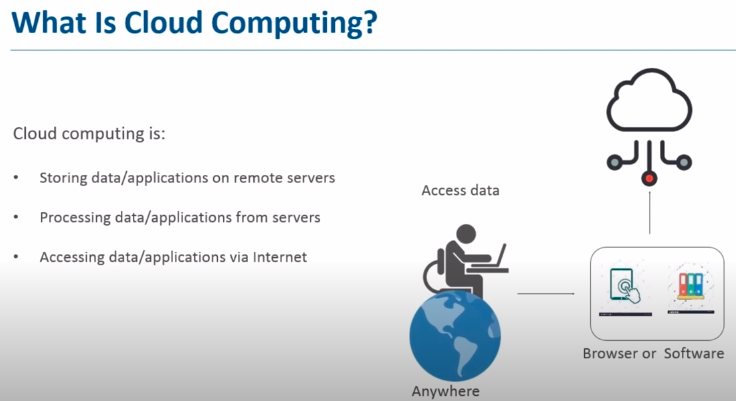 What Is Cloud Computing?
Cloud computing is:
• Storing data/applications on remote servers
• Processing data/applications from servers
• Accessing data/applications via Internet
Access data
Browser or Software
Anywhere